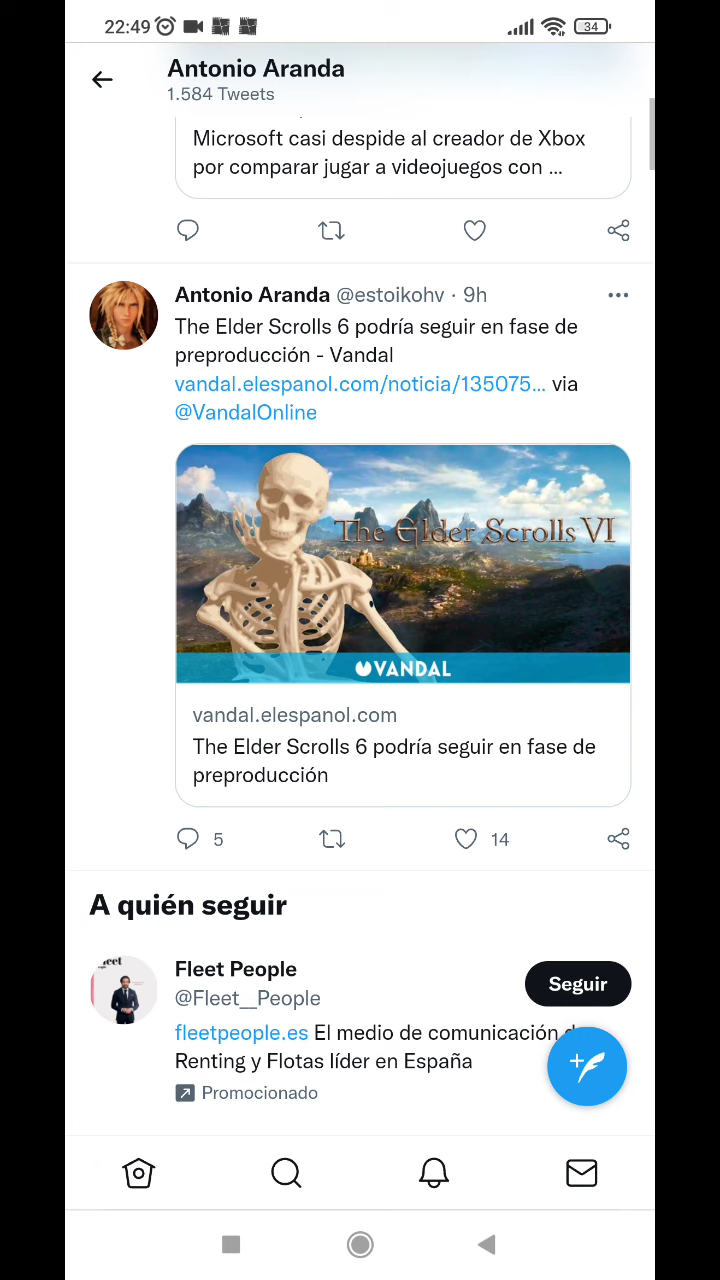 22:49
34
Antonio Aranda
1.584 Tweets
Microsoft casi despide al creador de Xbox
por comparar jugar a videojuegos con ...
Antonio Aranda @estoikohv · 9h
The Elder Scrolls 6 podría seguir en fase de
preproducción - Vandal
vandal.elespanol.com/noticia/135075... via
@VandalOnline
The Elder Scrolls VI
VANDAL
vandal.elespanol.com
The Elder Scrolls 6 podría seguir en fase de
preproducción
5
14
A quién seguir
Fleet People
@Fleet__People
Seguir
fleetpeople.es El medio de comunicación
Renting y Flotas líder en España
Promocionado